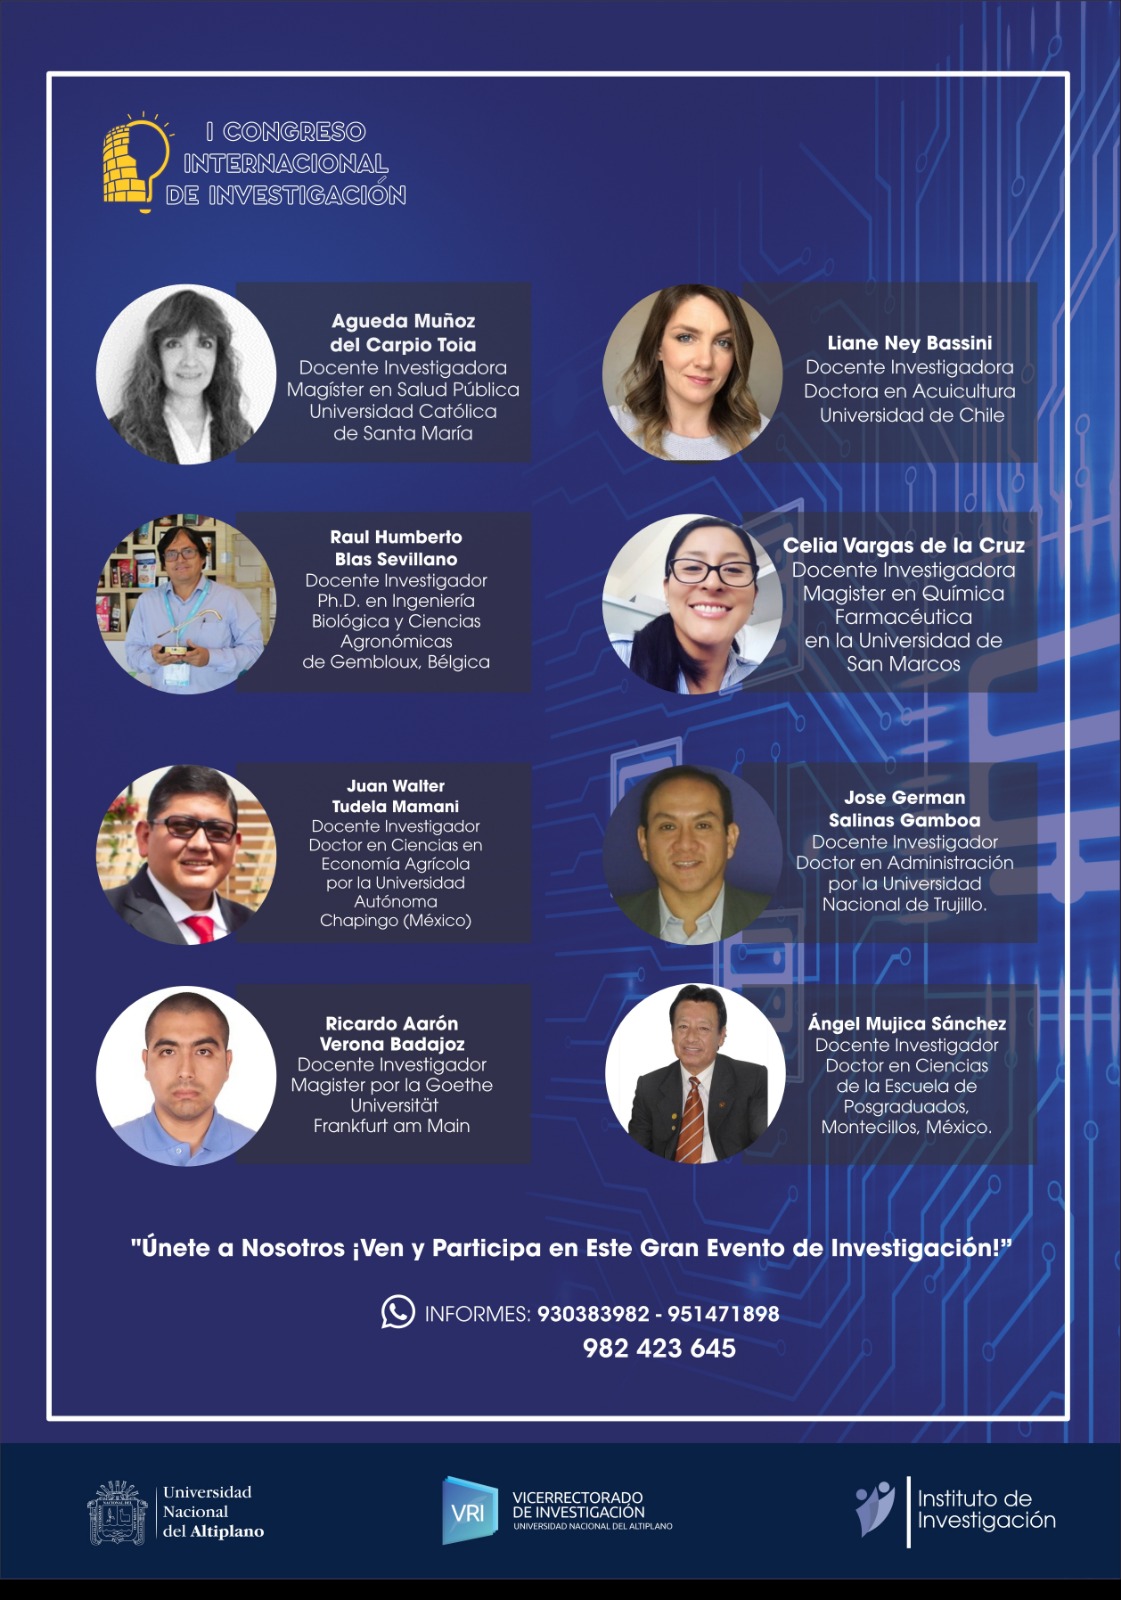 I CONGRESO
INTERNACIONAL
DE INVESTIGACIÓN
Agueda Muñoz
del Carpio Toia
Docente Investigadora
Magíster en Salud Pública
Universidad Católica
de Santa María
Liane Ney Bassini
Docente Investigadora
Doctora en Acuicultura
Universidad de Chile
Raul Humberto
Blas Sevillano
Docente Investigador
Ph.D. en Ingeniería
Biológica y Ciencias
Agronómicas
de Gembloux, Bélgica
Celia Vargas de la Cruz
Docente Investigadora
Magister en Química
Farmacéutica
en la Universidad de
San Marcos
Juan Walter
Tudela Mamani
Docente Investigador
Doctor en Ciencias en
Economía Agrícola
por la Universidad
Autónoma
Chapingo (México)
Jose German
Salinas Gamboa
Docente Investigador
Doctor en Administración
por la Universidad
Nacional de Trujillo.
Ricardo Aarón
Verona Badajoz
Docente Investigador
Magister por la Goethe
Universität
Frankfurt am Main
Ángel Mujica Sánchez
Docente Investigador
Doctor en Ciencias
de la Escuela de
Posgraduados,
Montecillos, México.
"Únete a Nosotros ¡Ven y Participa en Este Gran Evento de Investigación!”
INFORMES: 930383982 - 951471898
982 423 645
Universidad
Nacional
del Altiplano
VRI
VICERRECTORADO
DE INVESTIGACIÓN
UNIVERSIDAD NACIONAL DEL ALTIPLANO
Instituto de
Investigación